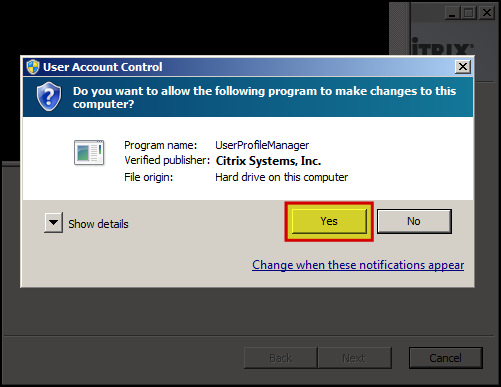 CITRIX
User Account Control
Do you want to allow the following program to make changes to this
computer?
Program name: UserProfileManager
Verified publisher: Citrix Systems, Inc.
File origin: Hard drive on this computer
Show details
Yes
No
Change when these notifications appear
Back
Next
Cancel